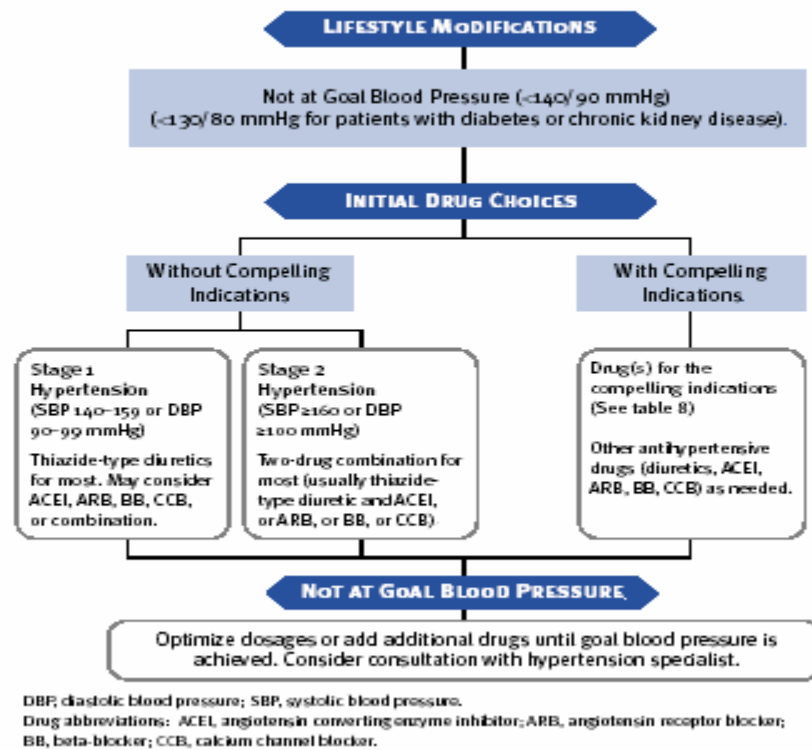 LIFESTYLE MODIFICATIONS
Not at Goal Blood Pressure (<140/90 mmHg)
(<130/80 mmHg for patients with diabetes or chronic kidney disease).
INITIAL DRUG CHOICES
Without Compelling
Indications
With Compelling
Indications.
Stage 1
Hypertension
(SBP 140–159 or DBP
90–99 mmHg)
Thiazide-type diuretics
for most. May consider
ACEI, ARB, BB, CCB,
or combination.
Stage 2
Hypertension
(SBP ≥160 or DBP
≥100 mmHg)
Two-drug combination for
most (usually thiazide-
type diuretic and ACEI,
or ARB, or BB, or CCB).
Drug(s) for the
compelling indications
(See table 8)
Other antihypertensive
drugs (diuretics, ACEI,
ARB, BB, CCB) as needed.
NOT AT GOAL BLOOD PRESSURE.
Optimize dosages or add additional drugs until goal blood pressure is
achieved. Consider consultation with hypertension specialist.
DBP, diastolic blood pressure; SBP, systolic blood pressure.
Drug abbreviations: ACEI, angiotensin converting enzyme inhibitor; ARB, angiotensin receptor blocker;
BB, beta-blocker; CCB, calcium channel blocker.